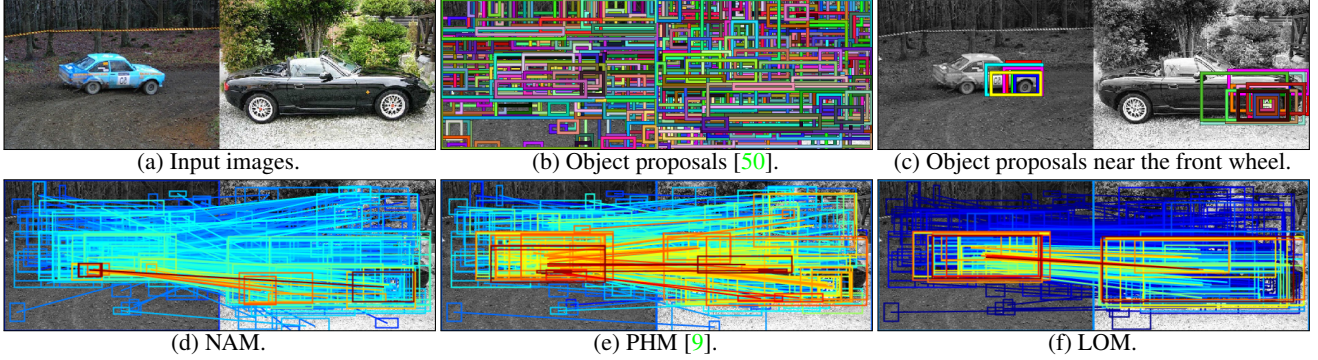 (a) Input images.
(b) Object proposals [50].
(c) Object proposals near the front wheel.
(d) NAM.
(e) PHM [9].
(f) LOM.